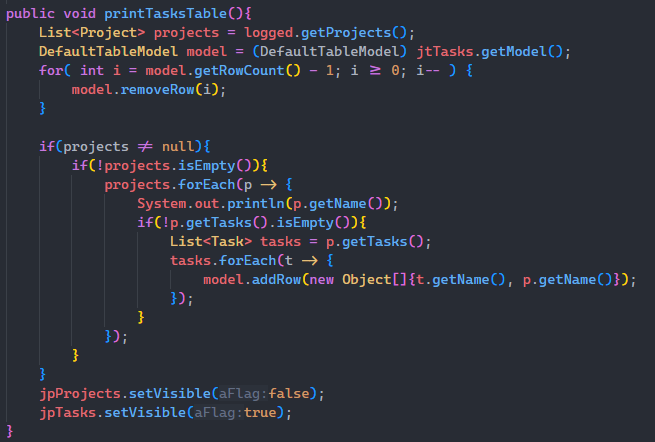 public void printTasksTable(){
    List<Project> projects = logged.getProjects();
    DefaultTableModel model = (DefaultTableModel) jtTasks.getModel();
    for( int i = model.getRowCount() - 1; i ≥ 0; i-- ) {
        model.removeRow(i);
    }

    if(projects ≠ null){
        if(!projects.isEmpty()){
            projects.forEach(p → {
                System.out.println(p.getName());
                if(!p.getTasks().isEmpty()){
                    List<Task> tasks = p.getTasks();
                    tasks.forEach(t → {
                        model.addRow(new Object[]{t.getName(), p.getName()});
                    });
                }
            });
        }
    }
    jpProjects.setVisible(aFlag:false);
    jpTasks.setVisible(aFlag:true);
}